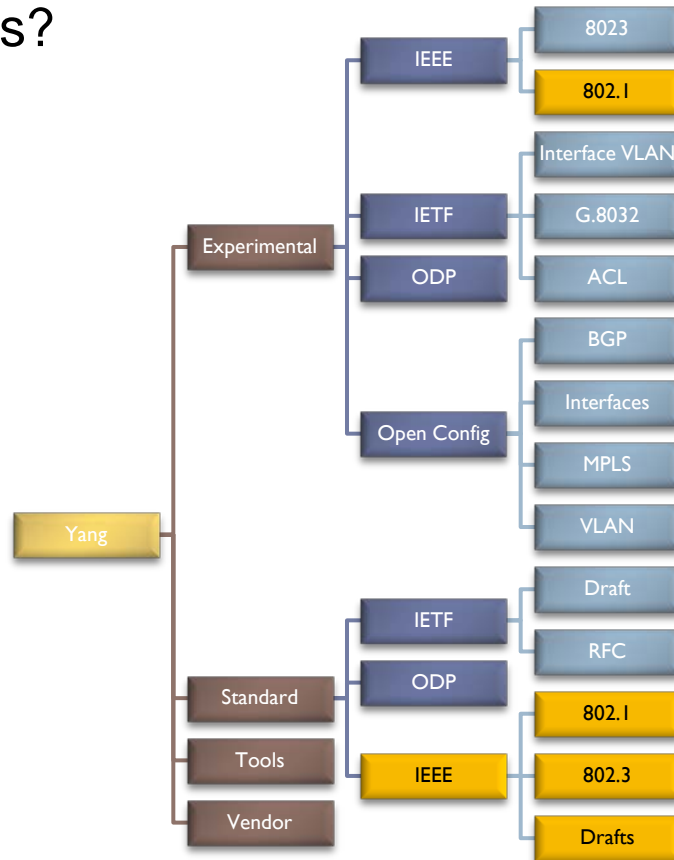 s?
Yang
Experimental
IEEE
8023
802.1
IETF
Interface VLAN
G.8032
ACL
ODP
Open Config
BGP
Interfaces
MPLS
VLAN
Standard
IETF
Draft
RFC
ODP
IEEE
802.1
802.3
Drafts
Tools
Vendor